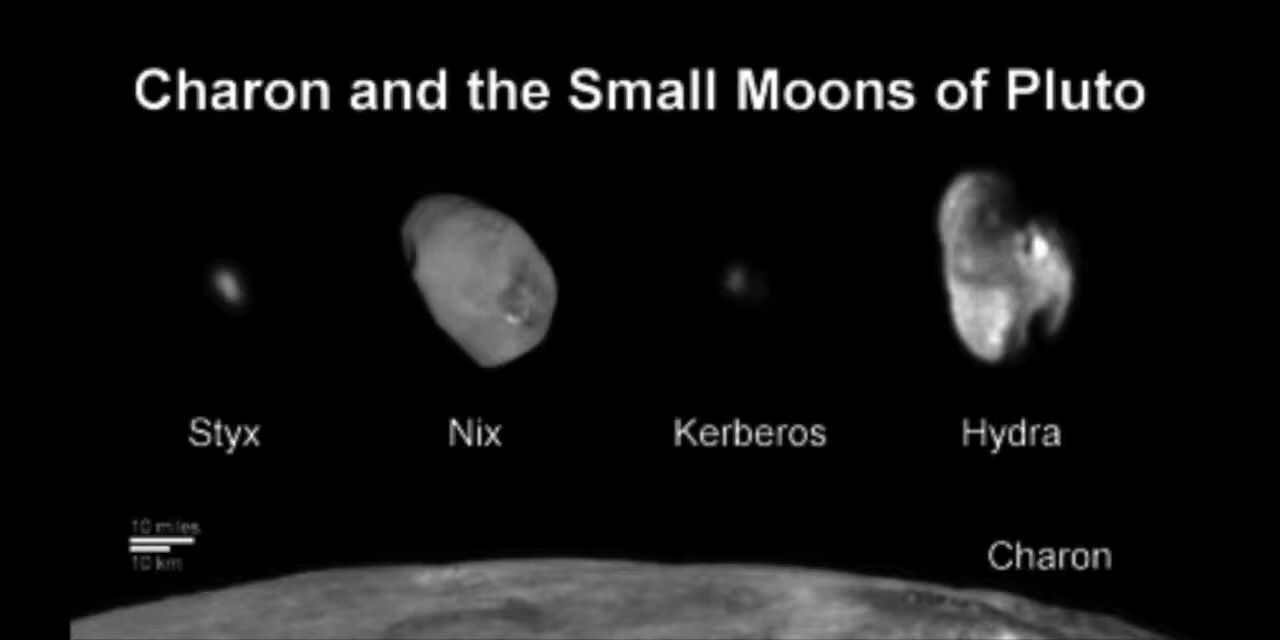 Charon and the Small Moons of Pluto
Styx Nix Kerberos Hydra
10 miles
10 km
Charon